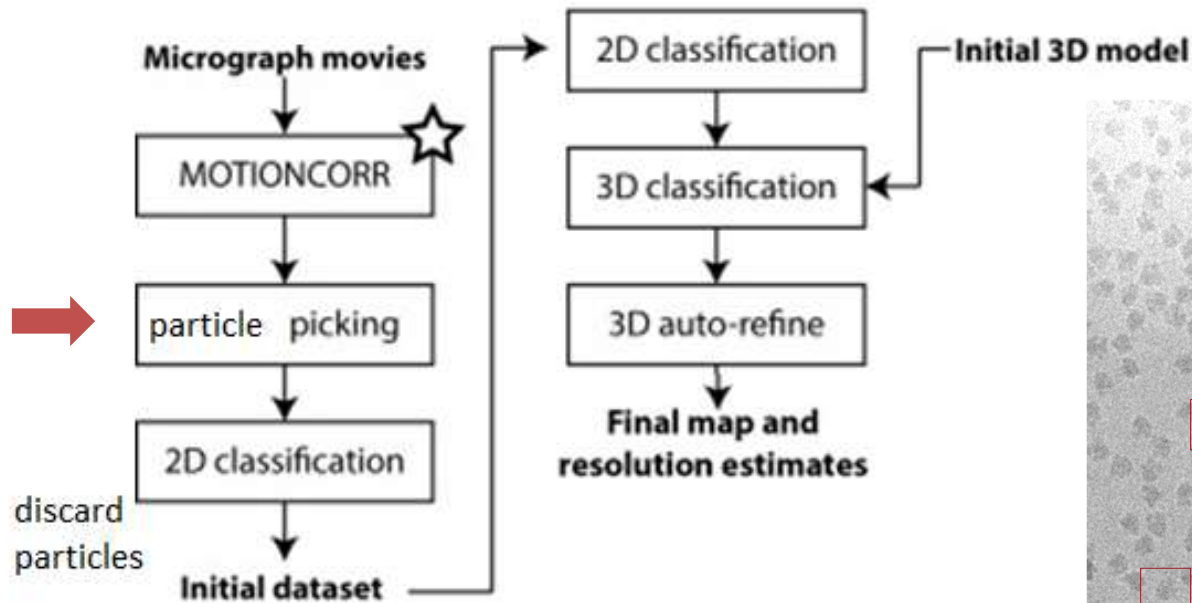 Micrograph movies
MOTIONCORR
particle picking
2D classification
discard
particles
Initial dataset
2D classification
Initial 3D model
3D classification
3D auto-refine
Final map and
resolution estimates